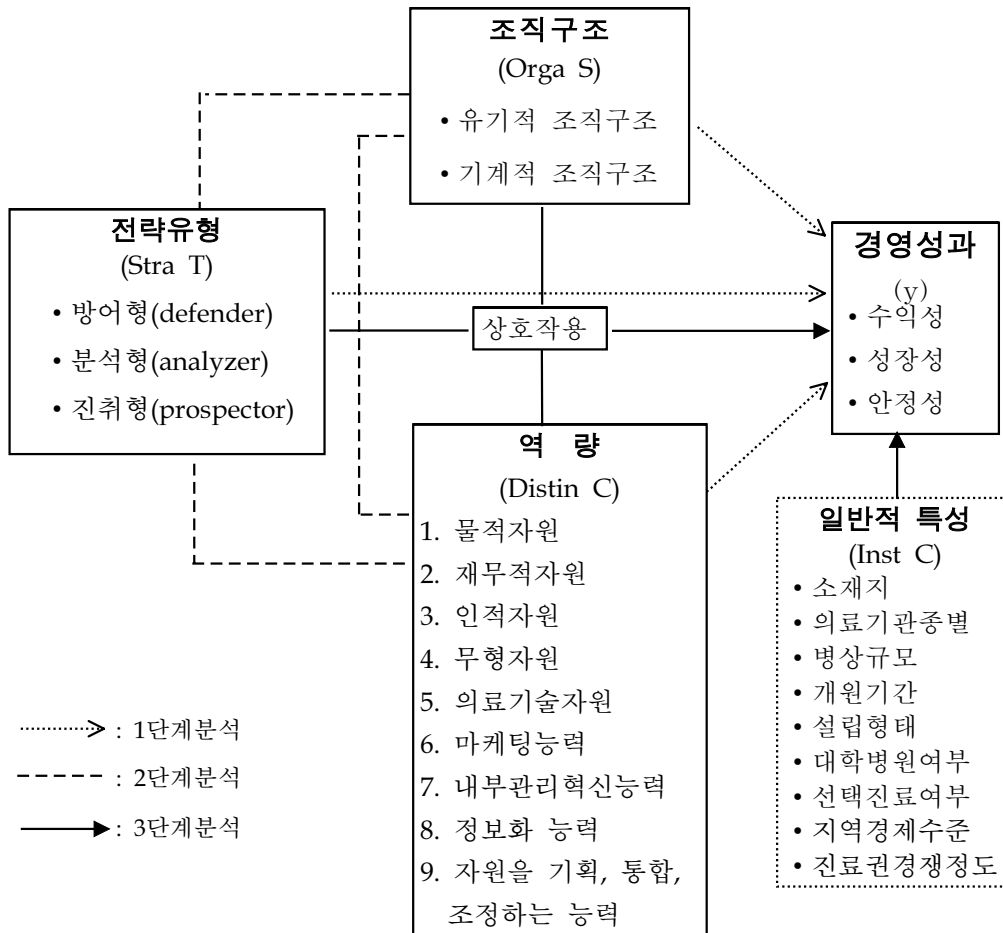 조직구조
(Orga S)
• 유기적 조직구조
• 기계적 조직구조
전략유형
(Stra T)
• 방어형(defender)
• 분석형(analyzer)
• 진취형(prospector)
상호작용
경영성과
(y)
• 수익성
• 성장성
• 안정성
역 량
(Distin C)
1. 물적자원
2. 재무적자원
3. 인적자원
4. 무형자원
5. 의료기술자원
6. 마케팅능력
7. 내부관리혁신능력
8. 정보화 능력
9. 자원을 기획, 통합,
조정하는 능력
일반적 특성
(Inst C)
• 소재지
• 의료기관종별
• 병상규모
• 개원기간
• 설립형태
• 대학병원여부
• 선택진료여부
• 지역경제수준
• 진료권경쟁정도
: 1단계분석
: 2단계분석
: 3단계분석